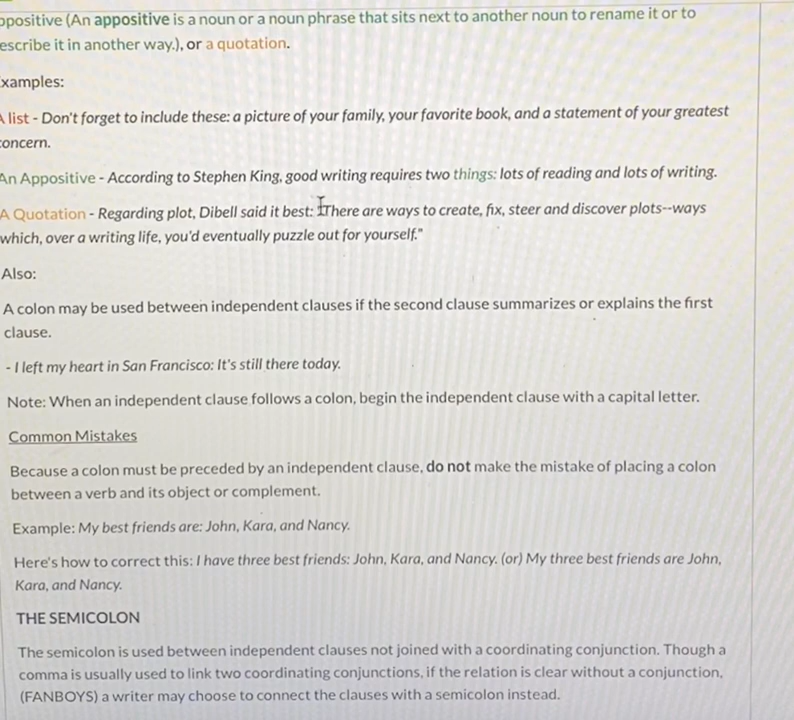 ppositive (An appositive is a noun or a noun phrase that sits next to another noun to rename it or to
escribe it in another way.), or a quotation.
xamples:
A list - Don't forget to include these: a picture of your family, your favorite book, and a statement of your greatest
concern.
An Appositive - According to Stephen King, good writing requires two things: lots of reading and lots of writing.
A Quotation - Regarding plot, Dibell said it best: "There are ways to create, fix, steer and discover plots--ways
which, over a writing life, you'd eventually puzzle out for yourself."
Also:
A colon may be used between independent clauses if the second clause summarizes or explains the first
clause.
- I left my heart in San Francisco: It's still there today.
Note: When an independent clause follows a colon, begin the independent clause with a capital letter.
Common Mistakes
Because a colon must be preceded by an independent clause, do not make the mistake of placing a colon
between a verb and its object or complement.
Example: My best friends are: John, Kara, and Nancy.
Here's how to correct this: I have three best friends: John, Kara, and Nancy. (or) My three best friends are John,
Kara, and Nancy.
THE SEMICOLON
The semicolon is used between independent clauses not joined with a coordinating conjunction. Though a
comma is usually used to link two coordinating conjunctions, if the relation is clear without a conjunction,
(FANBOYS) a writer may choose to connect the clauses with a semicolon instead.